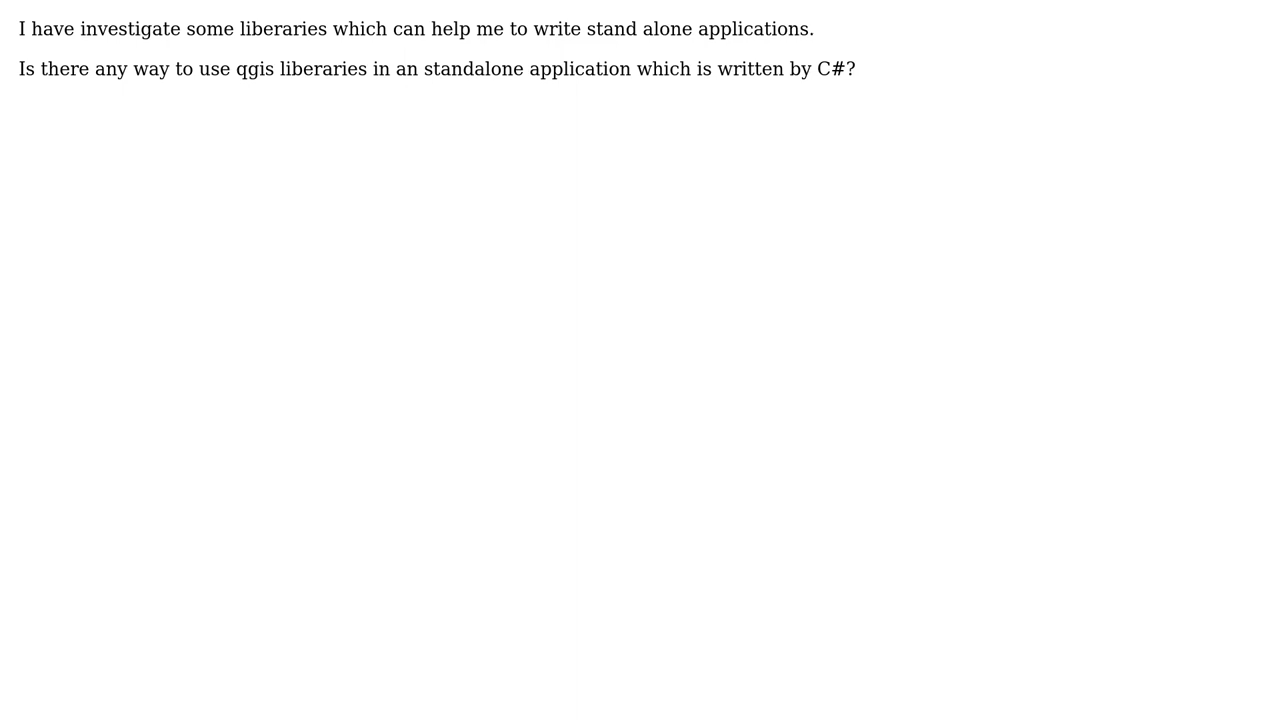 I have investigate some liberaries which can help me to write stand alone applications.
Is there any way to use qgis liberaries in an standalone application which is written by C#?